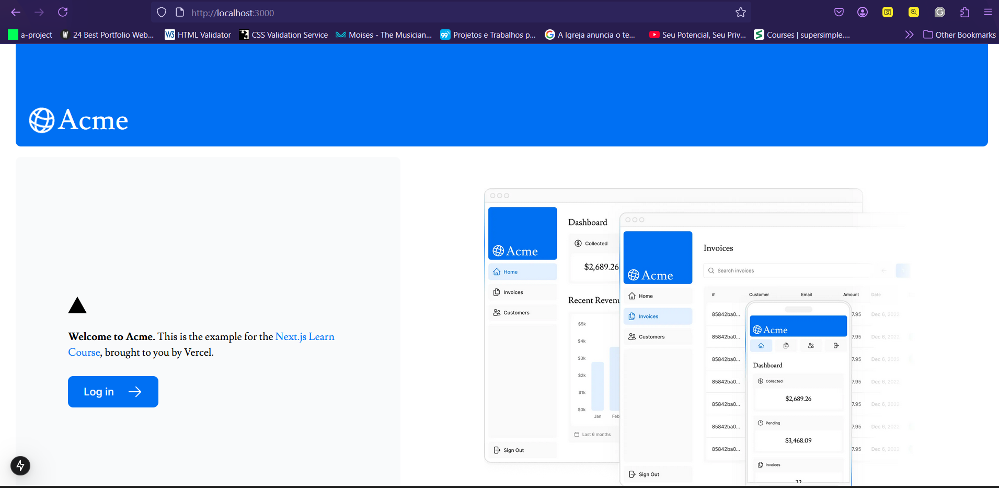 http://localhost:3000
a-project
24 Best Portfolio Web...
HTML Validator
CSS Validation Service
Moises - The Musician...
Projetos e Trabalhos p...
A Igreja anuncia o te...
Seu Potencial, Seu Priv...
Courses | supersimple....
Other Bookmarks
Acme
Welcome to Acme. This is the example for the Next.js Learn
Course, brought to you by Vercel.
Log in
Acme
Home
Invoices
Customers
Sign Out
Dashboard
Collected
$2,689.26
Recent Revenu
$5k
$4k
$3k
$2k
$1k
$0k
Jan
Feb
Last 6 months
Acme
Home
Invoices
Customers
Sign Out
Invoices
Search invoices
# Customer Email Amount Date
85842ba0... 7.95 Dec 6, 2022
85842ba0... 7.95 Dec 6, 2022
85842ba0... 7.95 Dec 6, 2022
85842ba0... 7.95 Dec 6, 2022
85842ba0... 7.95 Dec 6, 2022
85842ba0... 7.95 Dec 6, 2022
85842ba0... 7.95 Dec 6, 2022
Acme
Dashboard
Collected
$2,689.26
Pending
$3,468.09
Invoices
22